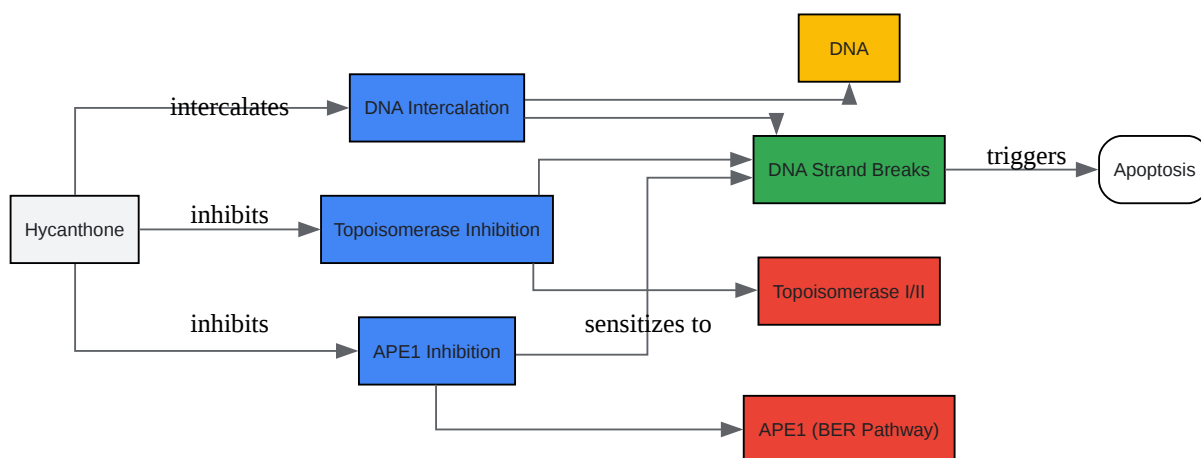 DNA
intercalates
DNA Intercalation
DNA Strand Breaks
triggers
Apoptosis
Hycanthone
inhibits
Topoisomerase Inhibition
Topoisomerase I/II
inhibits
sensitizes to
APE1 Inhibition
APE1 (BER Pathway)